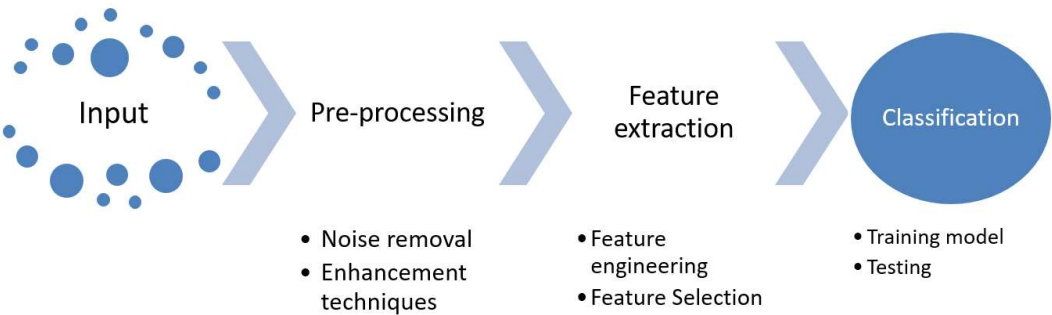 Input
Pre-processing
Feature
extraction
Classification
• Noise removal
• Enhancement
techniques
• Feature
engineering
• Feature Selection
• Training model
• Testing